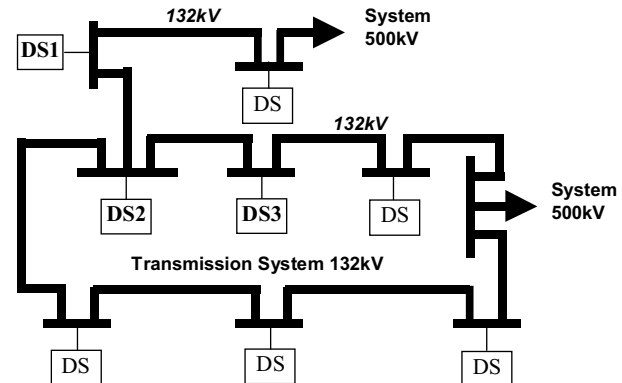 132kV
System
500kV
DS1
DS
132kV
DS2
DS3
DS
System
500kV
Transmission System 132kV
DS
DS
DS